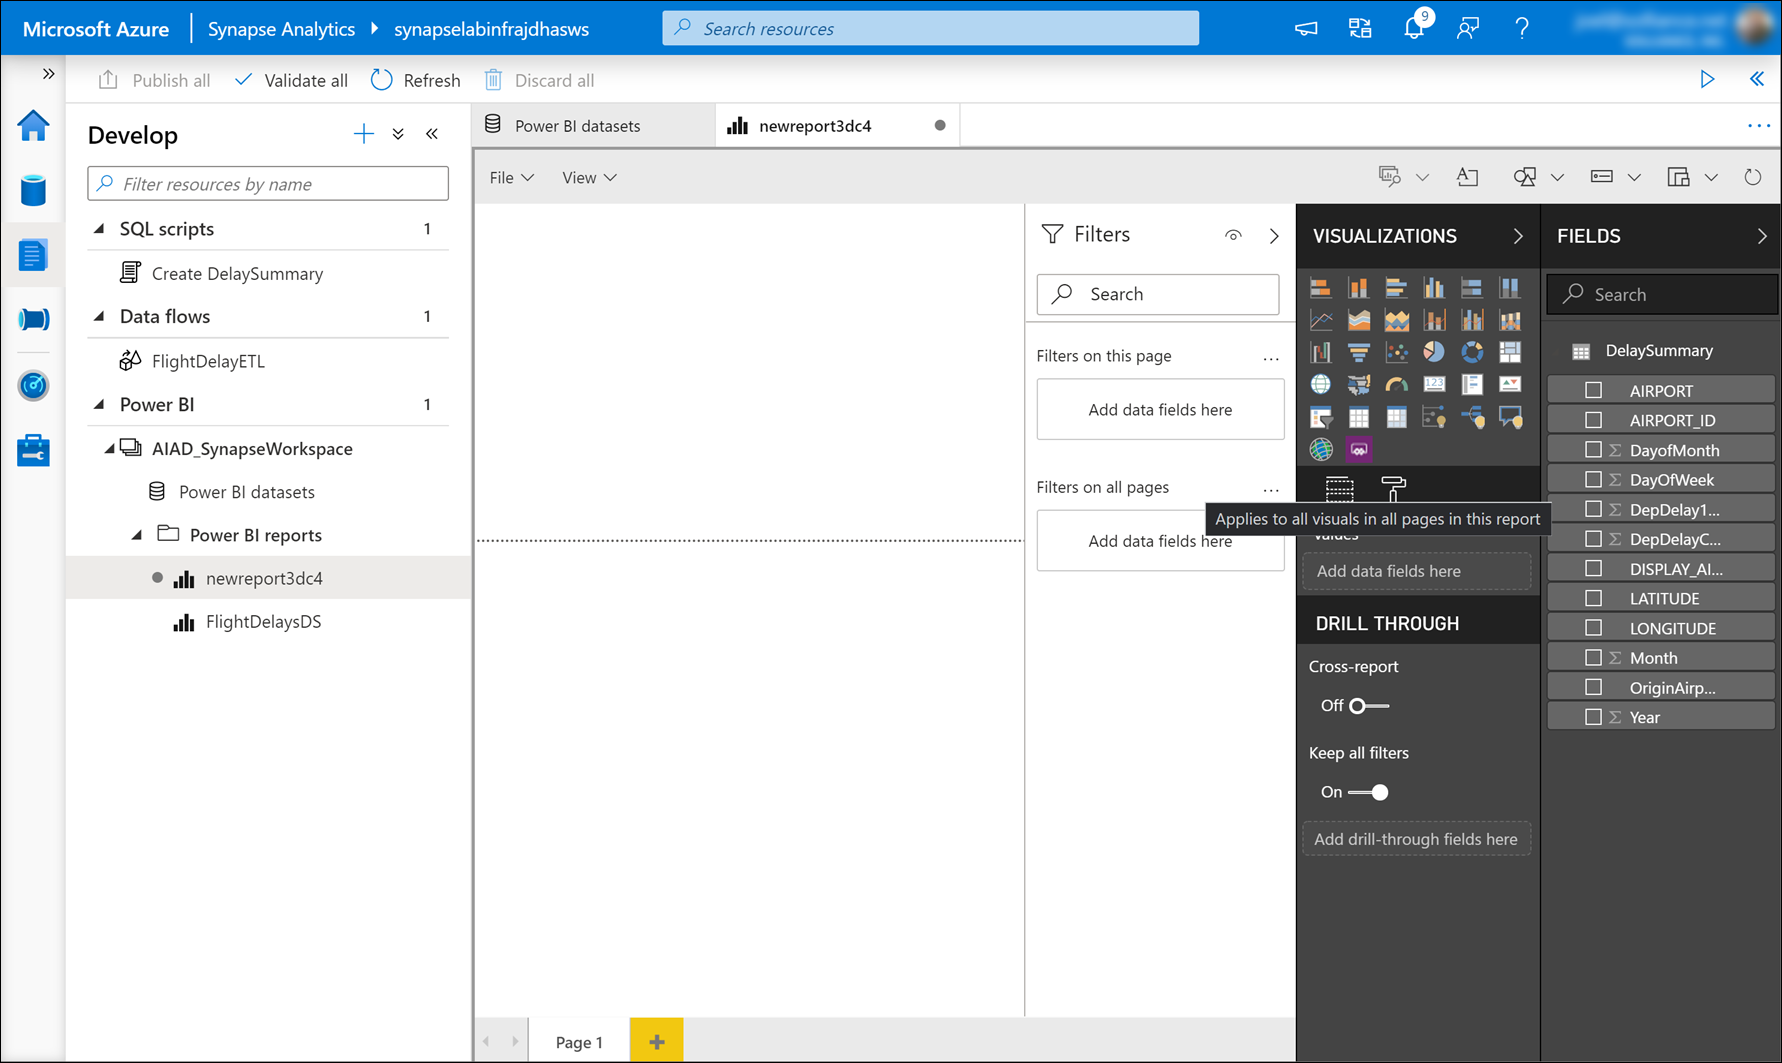 Microsoft Azure
Synapse Analytics
synapselabinfrajdhasws
Search resources
9
Publish all
Validate all
Refresh
Discard all
Develop
Filter resources by name
SQL scripts 1
Create DelaySummary
Data flows 1
FlightDelayETL
Power BI 1
AIAD_SynapseWorkspace
Power BI datasets
Power BI reports
newreport3dc4
FlightDelaysDS
Power BI datasets
newreport3dc4
File
View
Filters
Search
Filters on this page
Add data fields here
Filters on all pages
Add data fields here
Applies to all visuals in all pages in this report
VISUALIZATIONS
123
Values
Add data fields here
DRILL THROUGH
Cross-report
Off
Keep all filters
On
Add drill-through fields here
FIELDS
Search
DelaySummary
AIRPORT
AIRPORT_ID
DayofMonth
DayOfWeek
DepDelay1...
DepDelayC...
DISPLAY_AI...
LATITUDE
LONGITUDE
Month
OriginAirp...
Year
Page 1